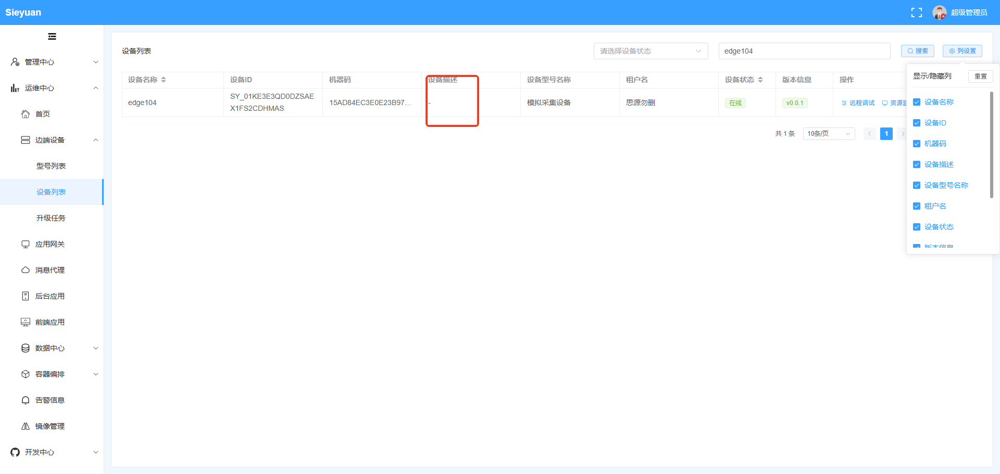 Sieyuan
超级管理员
管理中心
运维中心
首页
边端设备
型号列表
设备列表
升级任务
应用网关
消息代理
后台应用
前端应用
数据中心
容器编排
告警信息
镜像管理
开发中心
设备列表
请选择设备状态
edge104
搜索
列设置
设备名称 设备ID 机器码 设备描述 设备型号名称 租户名 设备状态 版本信息 操作
edge104 SY_01KE3E3QD0DZSAE 15AD84EC3E0E23B97... - 模拟采集设备 思源勿删 在线 v0.0.1 远程调试 资源监
X1FS2CDHMAS
共 1 条 10条/页 1
显示/隐藏列 重置
设备名称
设备ID
机器码
设备描述
设备型号名称
租户名
设备状态
版本信息